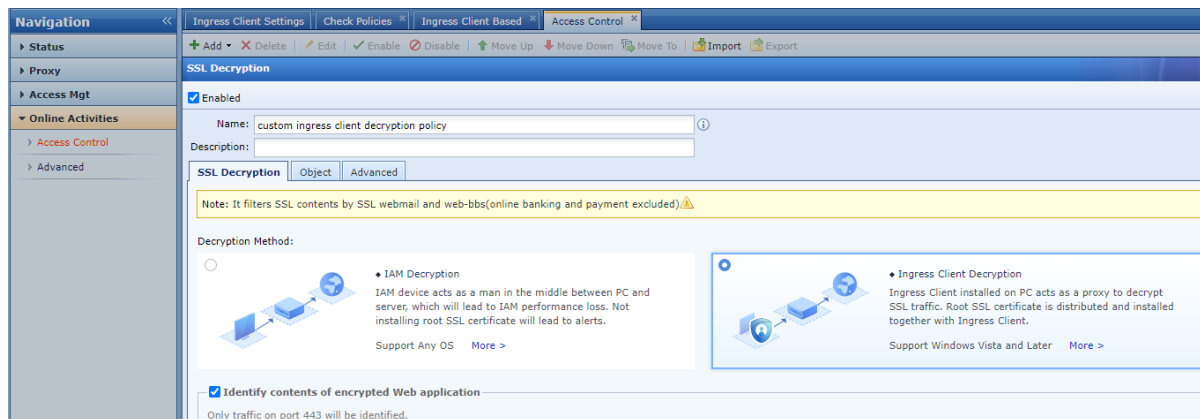 Navigation
Ingress Client Settings
Check Policies
Ingress Client Based
Access Control
Status
Add Delete Edit Enable Disable Move Up Move Down Move To Import Export
Proxy
SSL Decryption
Access Mgt
Enabled
Online Activities
Name: custom ingress client decryption policy
Access Control
Description:
Advanced
SSL Decryption Object Advanced
Note: It filters SSL contents by SSL webmail and web-bbs(online banking and payment excluded)
Decryption Method:
◆ IAM Decryption
IAM device acts as a man in the middle between PC and
server, which will lead to IAM performance loss. Not
installing root SSL certificate will lead to alerts.
Support Any OS More >
◆ Ingress Client Decryption
Ingress Client installed on PC acts as a proxy to decrypt
SSL traffic. Root SSL certificate is distributed and installed
together with Ingress Client.
Support Windows Vista and Later More >
Identify contents of encrypted Web application
Only traffic on port 443 will be identified.